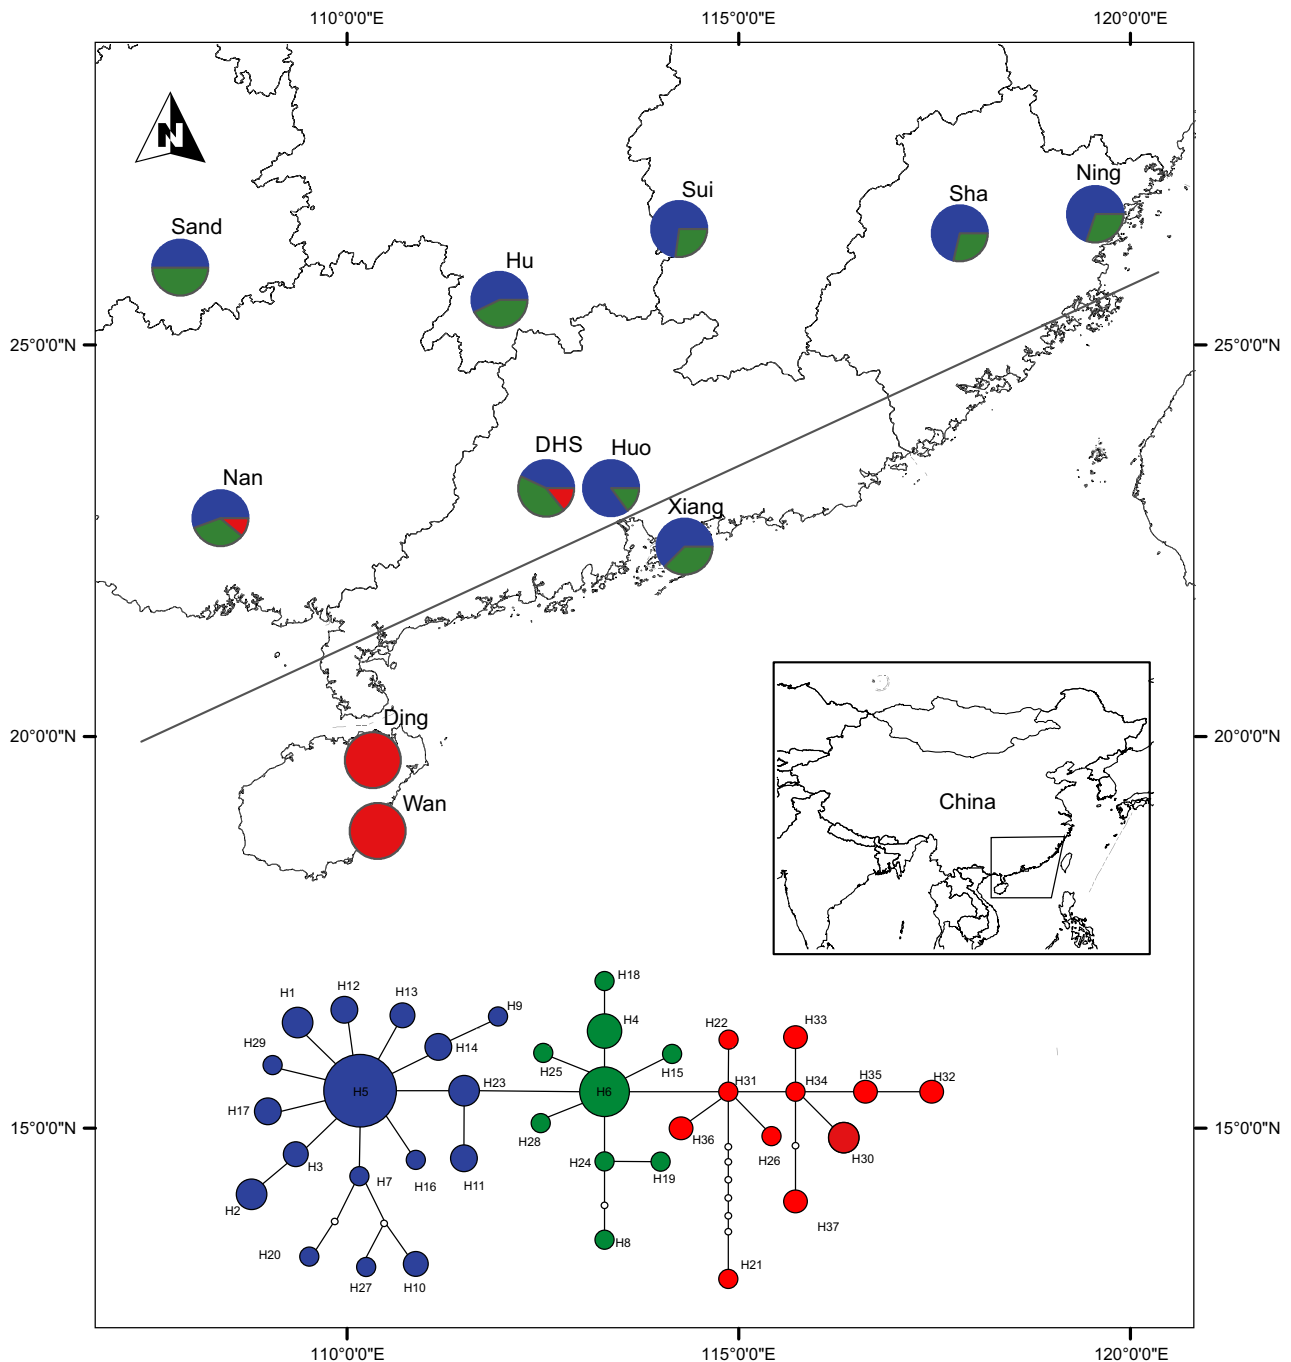 110°0'0"E
115°0'0"E
120°0'0"E
N
Ning
Sui
Sha
Sand
Hu
25°0'0"N
25°0'0"N
DHS
Huo
Nan
Xiang
Ding
20°0'0"N
20°0'0"N
Wan
China
H18
H1
H12
H13
H9
H4
H22
H33
H29
H14
H25
H15
H5
H23
H6
H31
H34
H35
H32
H17
15°0'0"N
15°0'0"N
H28
H36
H26
H30
H3
H24
H19
H7
H16
H11
H2
H37
H8
H20
H27
H10
H21
110°0'0"E
115°0'0"E
120°0'0"E